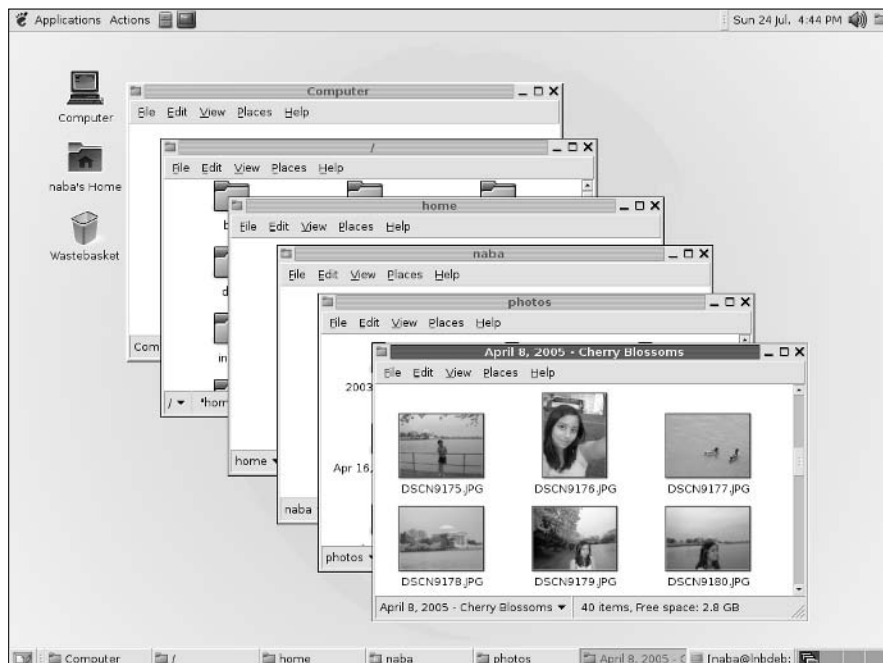 Applications Actions
Sun 24 Jul, 4:44 PM
Computer
naba's Home
Wastebasket
Computer
File Edit View Places Help
/
File Edit View Places Help
home
File Edit View Places Help
naba
File Edit View Places Help
photos
File Edit View Places Help
2003
Apr 16,
April 8, 2005 - Cherry Blossoms
File Edit View Places Help
DSCN9175.JPG DSCN9176.JPG DSCN9177.JPG
DSCN9178.JPG DSCN9179.JPG DSCN9180.JPG
Com
/
home
naba
photos
April 8, 2005 - Cherry Blossoms 40 items, Free space: 2.8 GB
Computer / home naba photos April 8, 2005 - C [naba@lnbdeb: